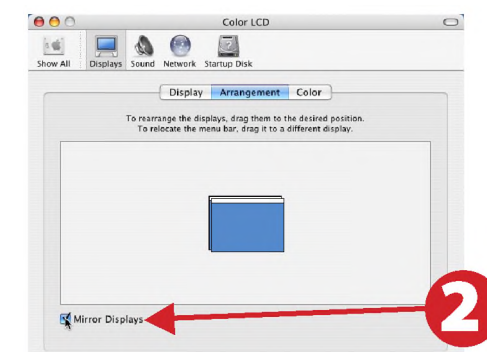 Color LCD
Show All Displays Sound Network Startup Disk
Display Arrangement Color
To rearrange the displays, drag them to the desired position.
To relocate the menu bar, drag it to a different display.
Mirror Displays
2